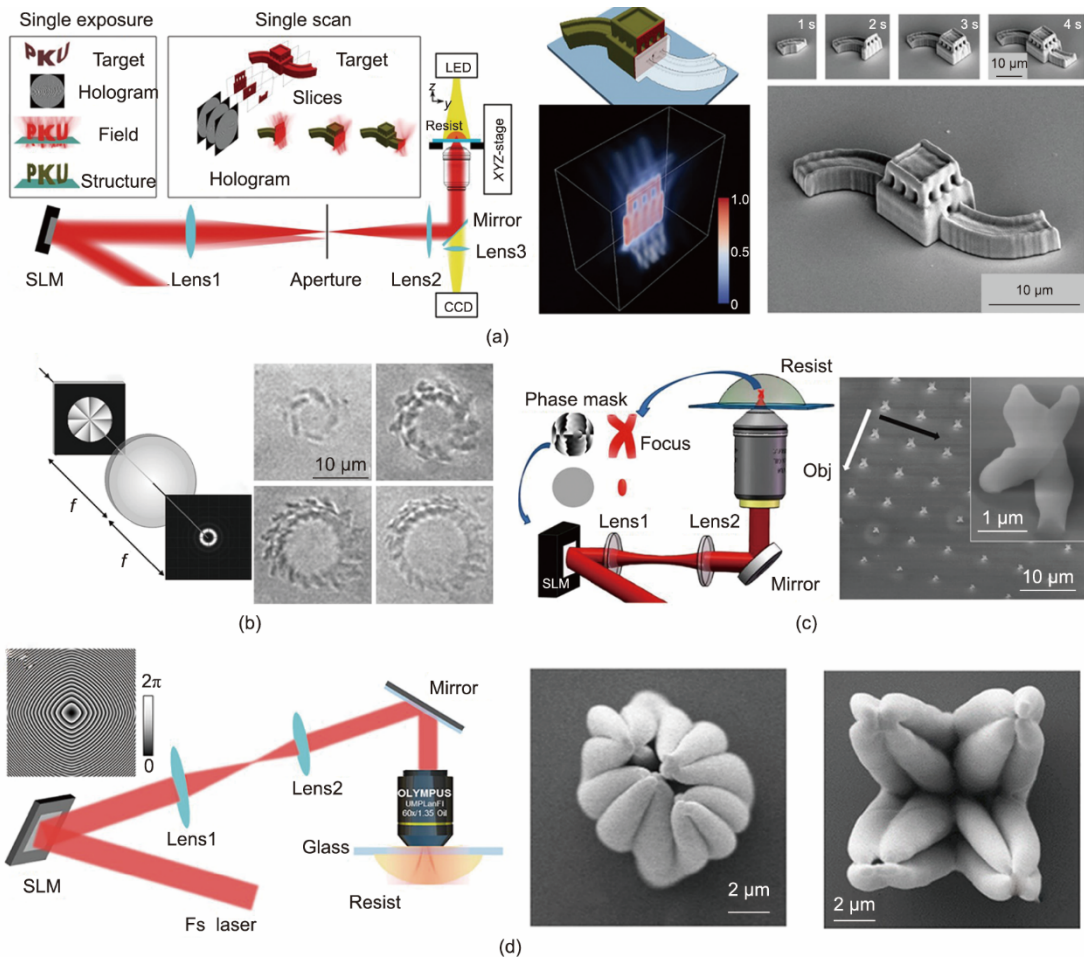 Single exposure
PKU
Target
Hologram
PKU
Field
PKU
Structure
Single scan
Target
Slices
Hologram
LED
z
y
Resist
XYZ-stage
Mirror
Lens3
SLM
Lens1
Aperture
Lens2
CCD
1.0
0.5
0
1 s
2 s
3 s
4 s
10 μm
10 μm
(a)
f
f
10 μm
(b)
Resist
Phase mask
Focus
Obj
Lens1
Lens2
SLM
Mirror
1 μm
10 μm
(c)
2π
0
Mirror
Lens2
Lens1
OLYMPUS
UMPLanFI
60x/1.35 Oil
Glass
SLM
Resist
Fs laser
2 μm
2 μm
(d)